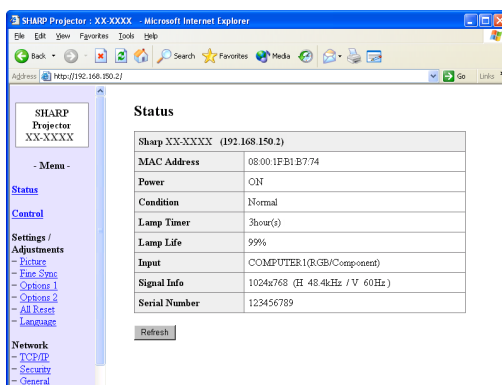 SHARP Projector : XX-XXXX - Microsoft Internet Explorer
File Edit View Favorites Tools Help
Back Search Favorites Media
Address http://192.168.150.2/ Go Links
SHARP
Projector
XX-XXXX
- Menu -
Status
Control
Settings /
Adjustments
- Picture
- Fine Sync
- Options 1
- Options 2
- All Reset
- Language
Network
- TCP/IP
- Security
- General
Status
Sharp XX-XXXX (192.168.150.2)
MAC Address 08:00:1F:B1:B7:74
Power ON
Condition Normal
Lamp Timer 3hour(s)
Lamp Life 99%
Input COMPUTER1(RGB/Component)
Signal Info 1024x768 (H 48.4kHz / V 60Hz )
Serial Number 123456789
Refresh